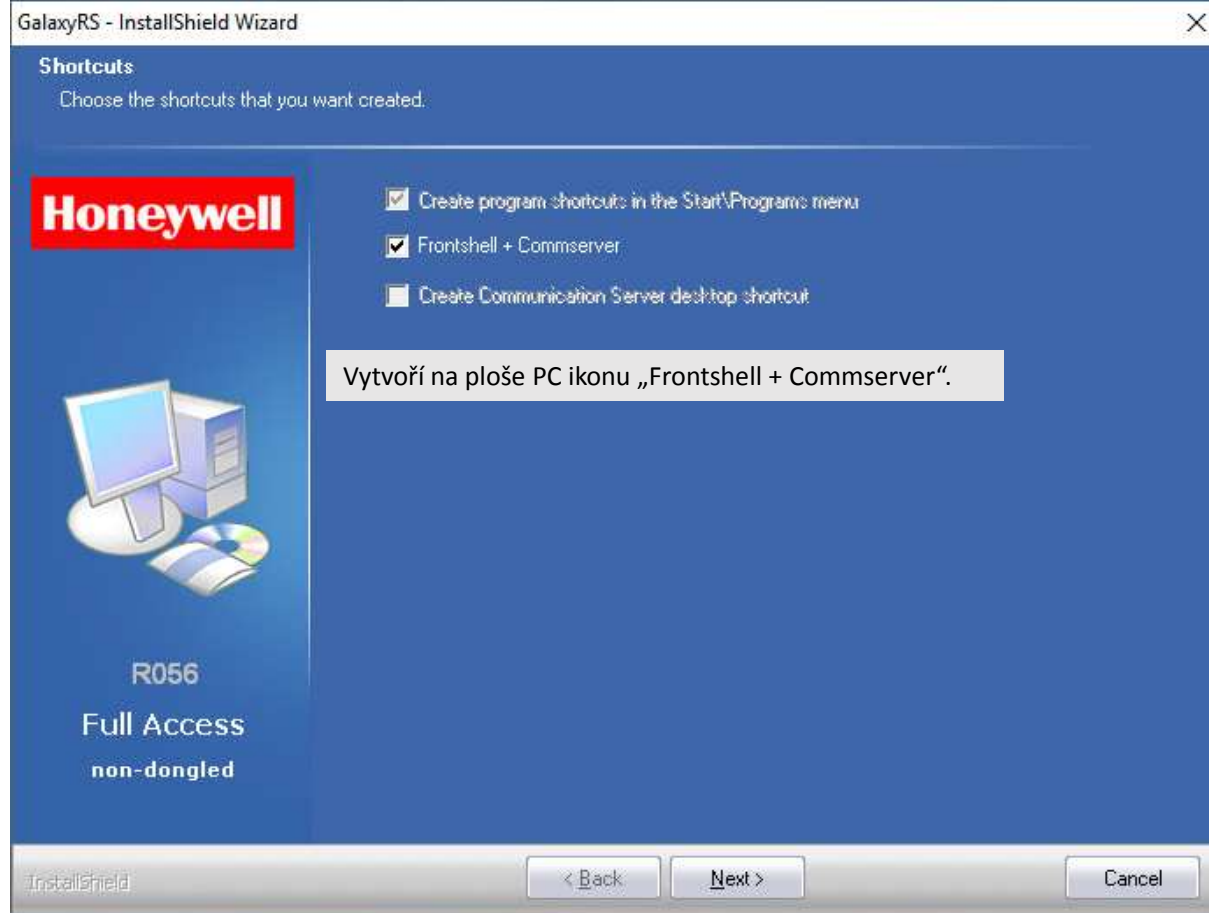 GalaxyRS - InstallShield Wizard
Shortcuts
Choose the shortcuts that you want created.
Honeywell
Create program shortcuts in the Start\Programs menu
Frontshell + Commserver
Create Communication Server desktop shortcut
Vytvoří na ploše PC ikonu „Frontshell + Commserver“.
R056
Full Access
non-dongled
InstallShield
< Back
Next >
Cancel